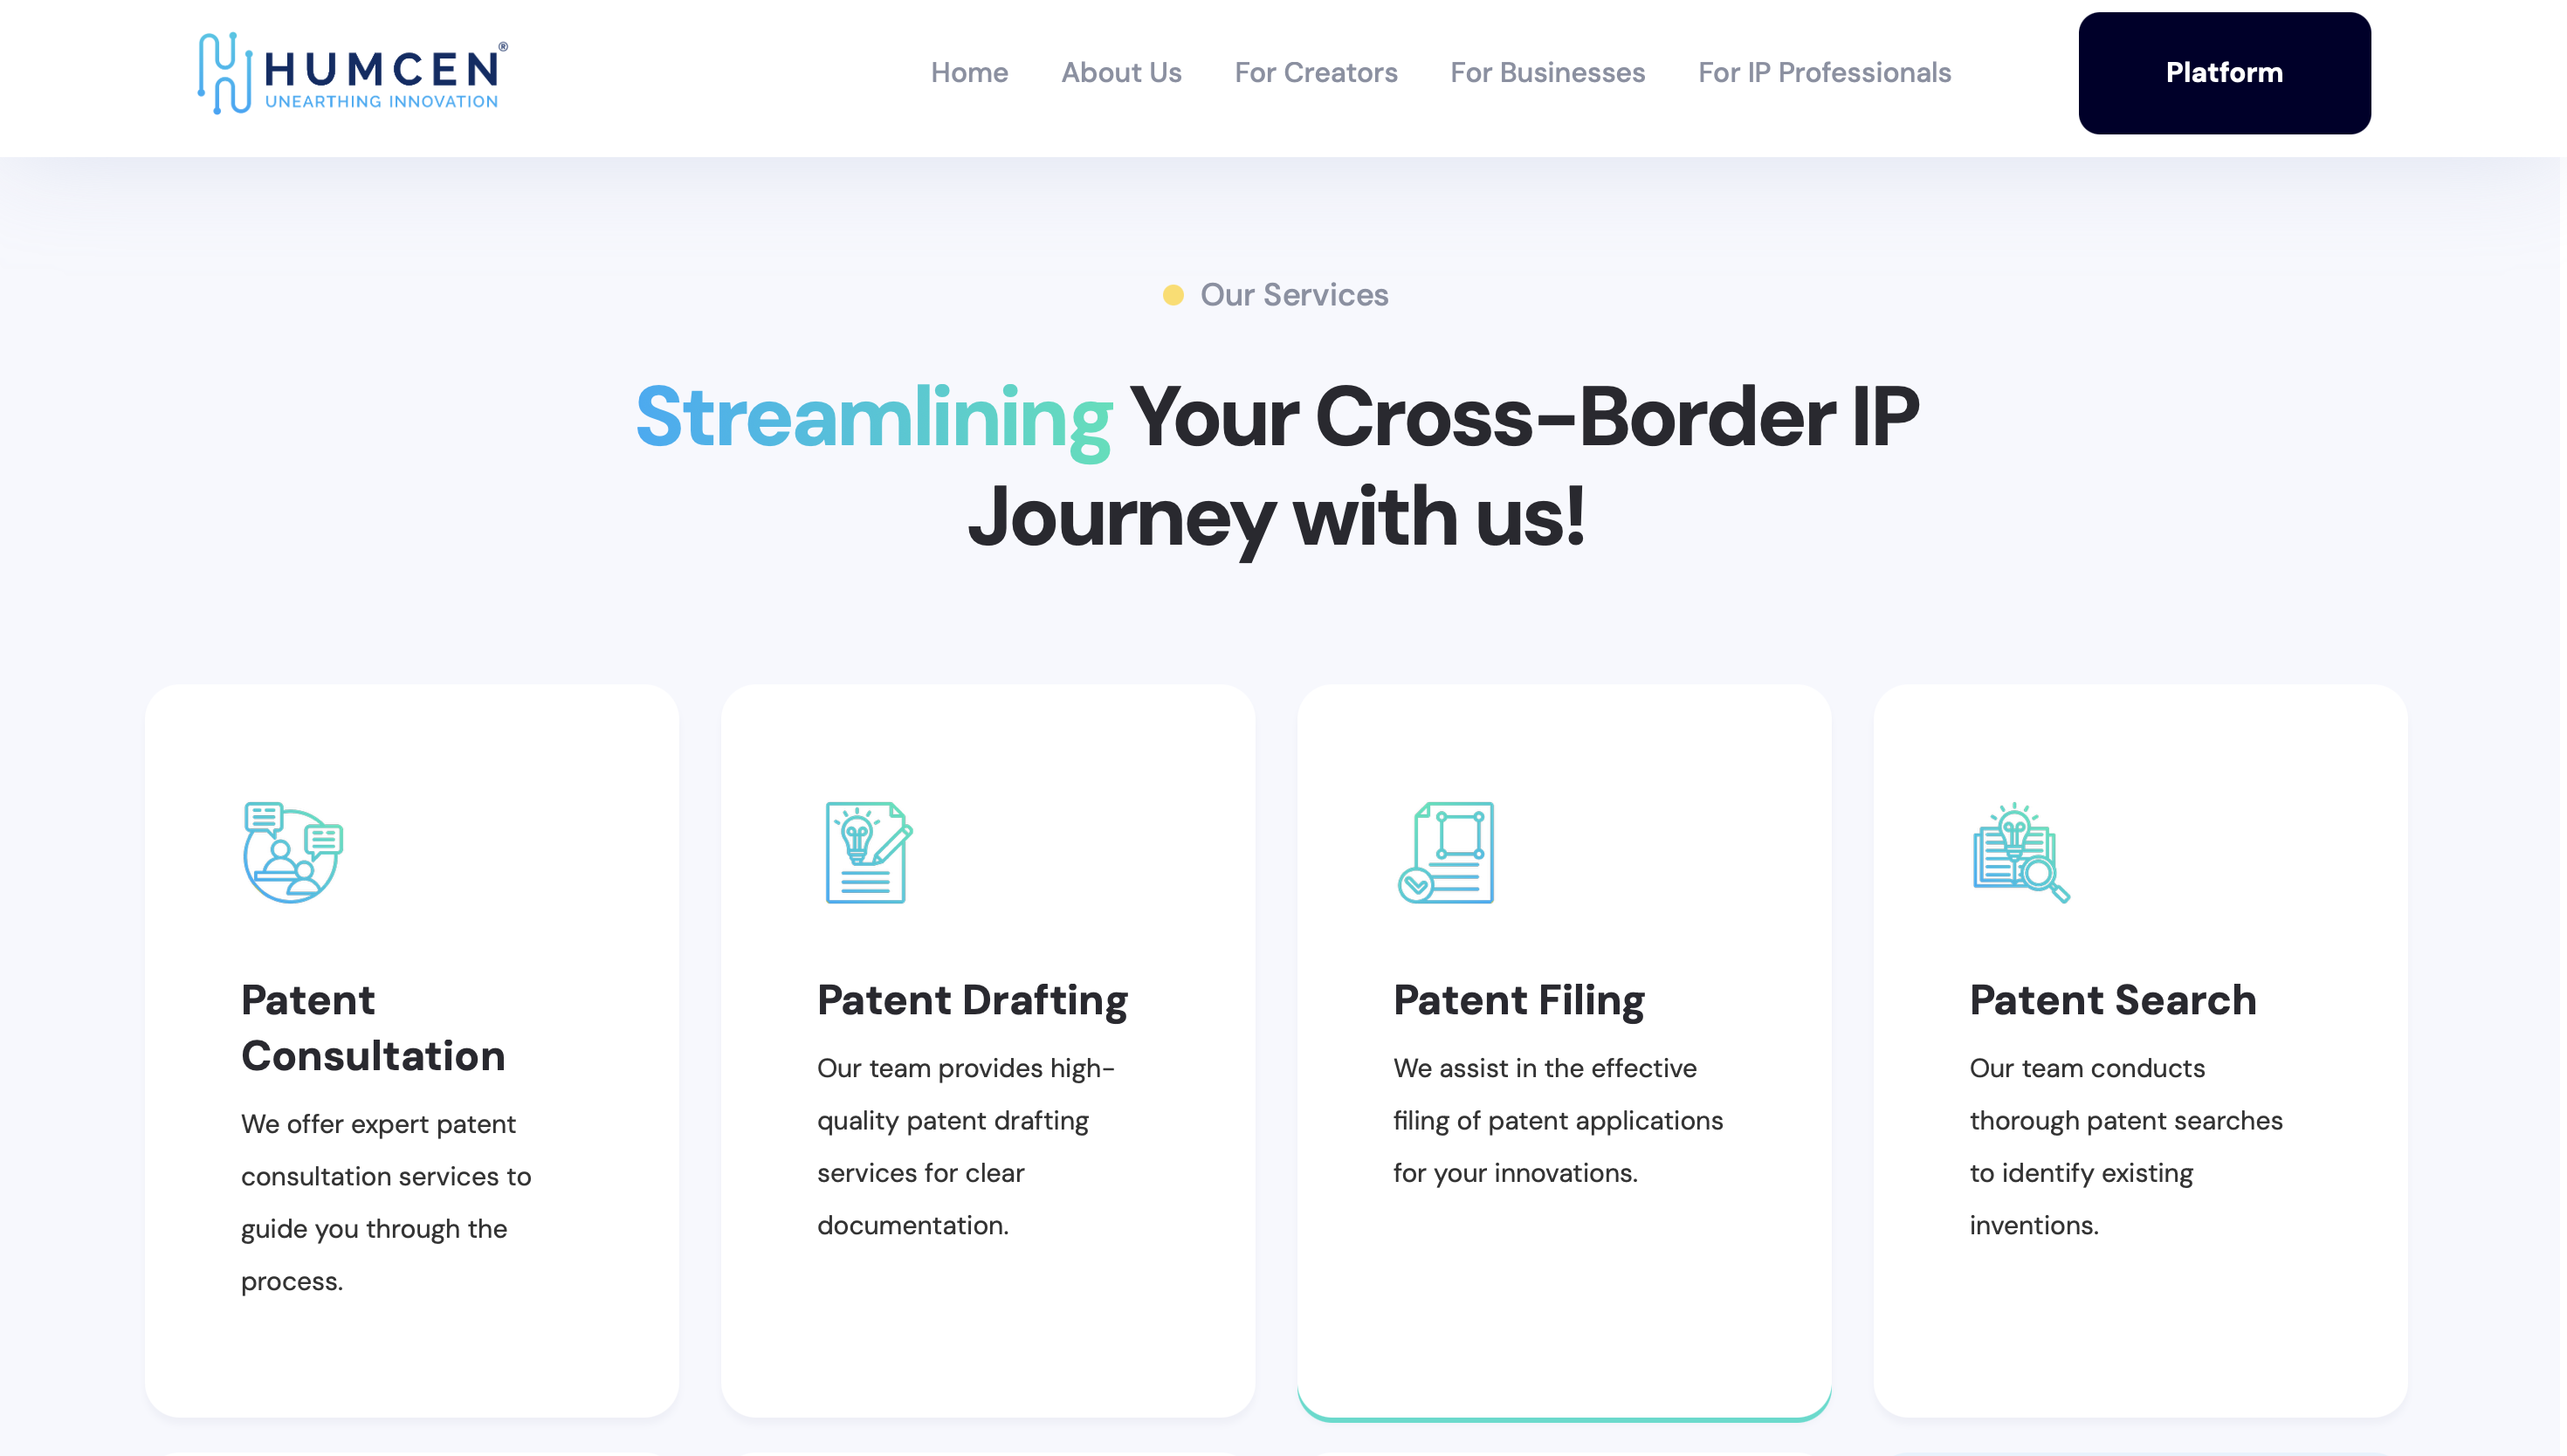 HUMCEN®
UNEARTHING INNOVATION
Home
About Us
For Creators
For Businesses
For IP Professionals
Platform
Our Services
Streamlining Your Cross-Border IP
Journey with us!
Patent
Consultation
We offer expert patent
consultation services to
guide you through the
process.
Patent Drafting
Our team provides high-
quality patent drafting
services for clear
documentation.
Patent Filing
We assist in the effective
filing of patent applications
for your innovations.
Patent Search
Our team conducts
thorough patent searches
to identify existing
inventions.